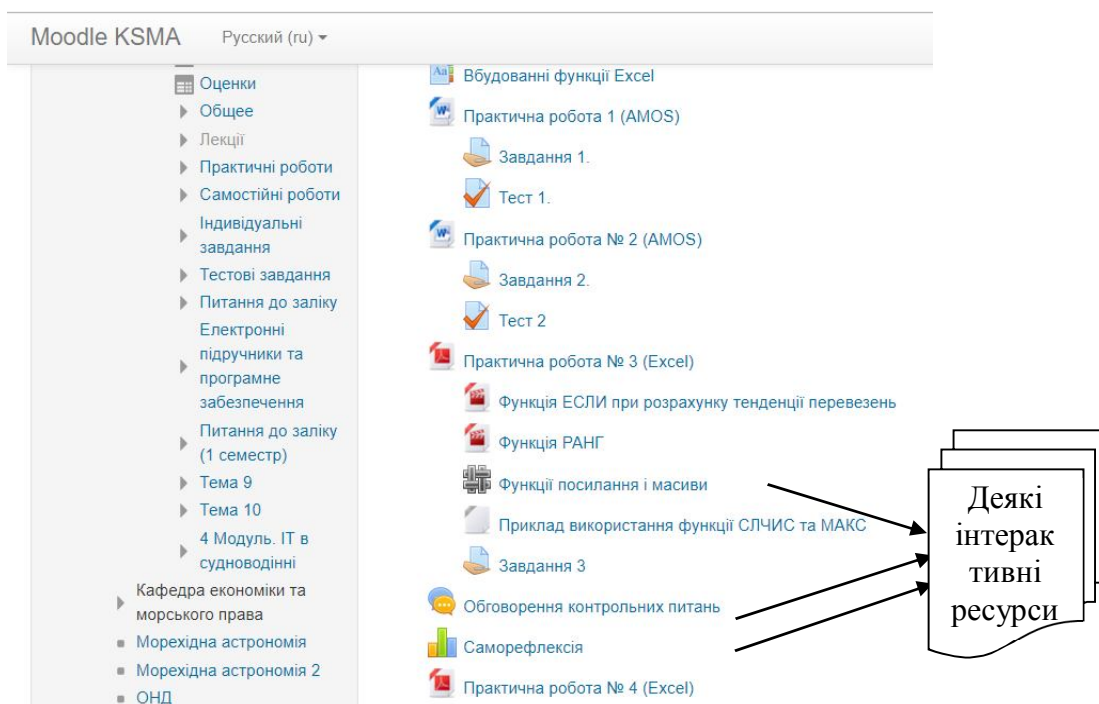 Moodle KSMA Русский (ru)
Оценки
Общее
Лекції
Практичні роботи
Самостійні роботи
Індивідуальні
завдання
Тестові завдання
Питання до заліку
Електронні
підручники та
програмне
забезпечення
Питання до заліку
(1 семестр)
Тема 9
Тема 10
4 Модуль. ІТ в
судноводінні
Кафедра економіки та
морського права
Морехідна астрономія
Морехідна астрономія 2
ОНД
Вбудованні функції Excel
Практична робота 1 (AMOS)
Завдання 1.
Тест 1.
Практична робота № 2 (AMOS)
Завдання 2.
Тест 2
Практична робота № 3 (Excel)
Функція ЕСЛИ при розрахунку тенденції перевезень
Функція РАНГ
Функції посилання і масиви
Приклад використання функції СЛЧИС та МАКС
Завдання 3
Обговорення контрольних питань
Саморефлексія
Практична робота № 4 (Excel)
Деякі
інтерак
тивні
ресурси